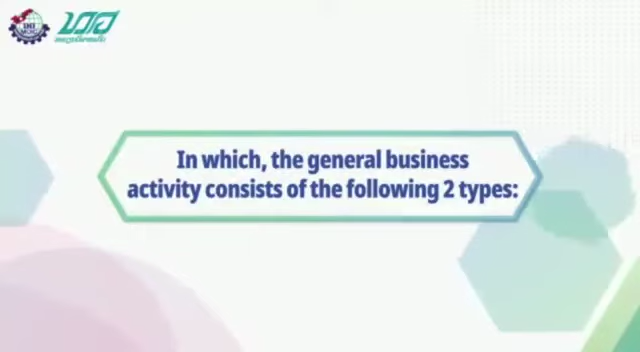 In which, the general business
activity consists of the following 2 types: